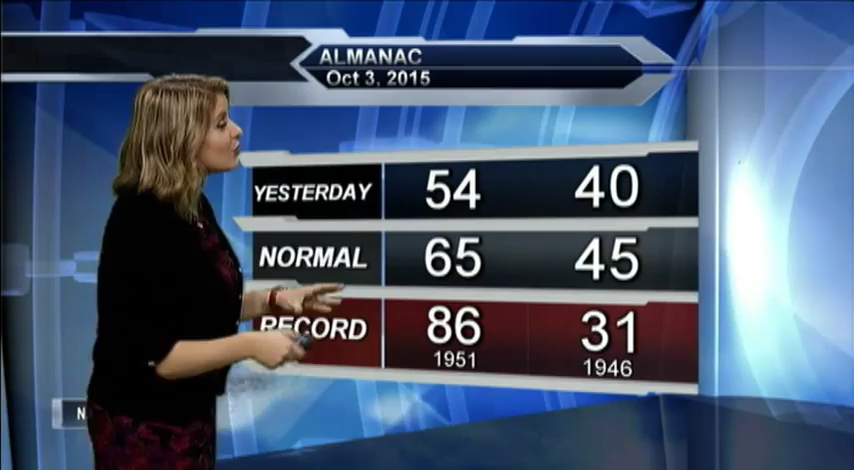 ALMANAC
Oct 3, 2015
YESTERDAY 54 40
NORMAL 65 45
RECORD 86 31
1951 1946
N